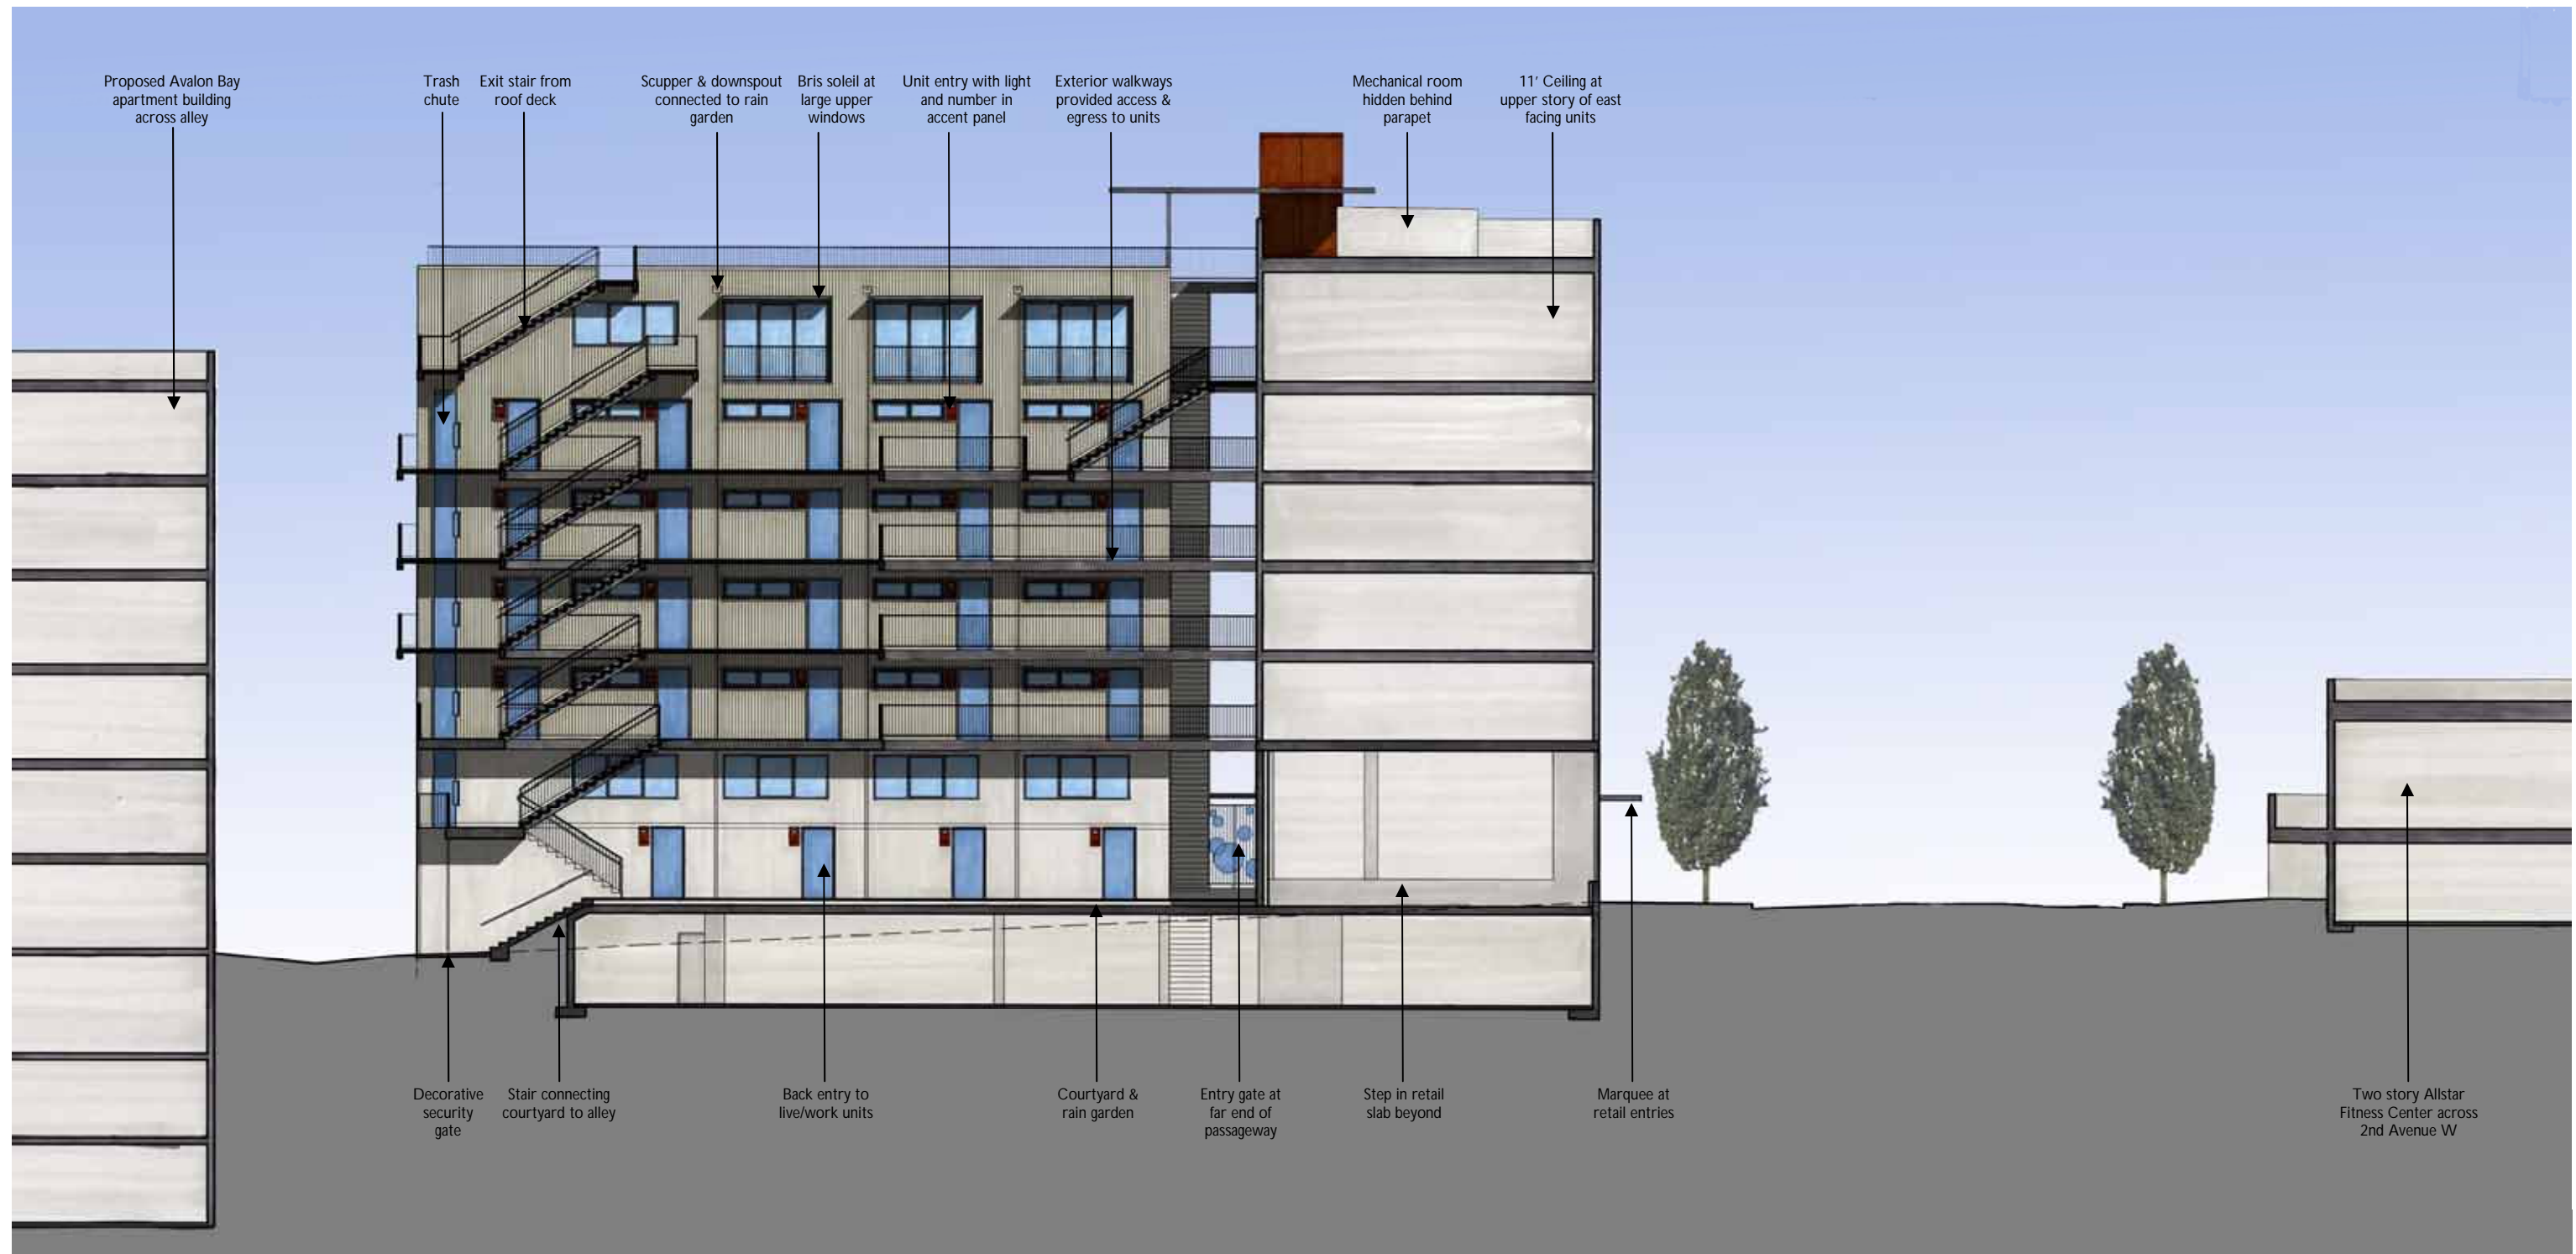 Proposed Avalon Bay
apartment building
across alley
Trash
chute
Exit stair from
roof deck
Scupper & downspout
connected to rain
garden
Bris soleil at
large upper
windows
Unit entry with light
and number in
accent panel
Exterior walkways
provided access &
egress to units
Mechanical room
hidden behind
parapet
11' Ceiling at
upper story of east
facing units
Decorative
security
gate
Stair connecting
courtyard to alley
Back entry to
live/work units
Courtyard &
rain garden
Entry gate at
far end of
passageway
Step in retail
slab beyond
Marquee at
retail entries
Two story Allstar
Fitness Center across
2nd Avenue W